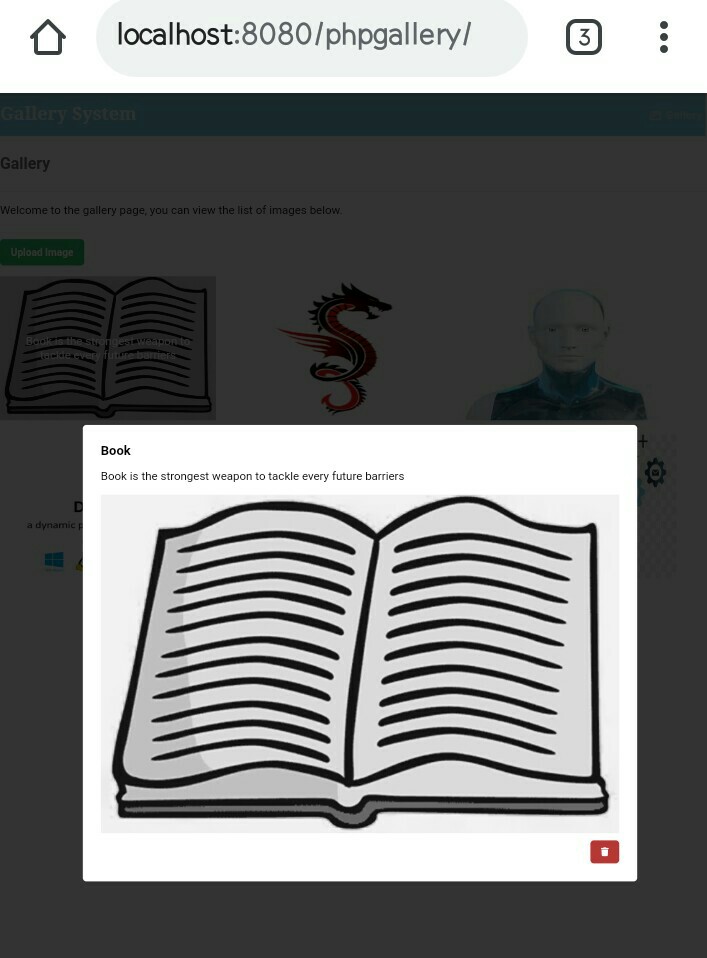 localhost:8080/phpgallery/
3
Gallery System
Gallery
Welcome to the gallery page, you can view the list of images below.
Upload Image
Book is the strongest weapon to
tackle every future barriers
Book
Book is the strongest weapon to tackle every future barriers
D
a dynamic p